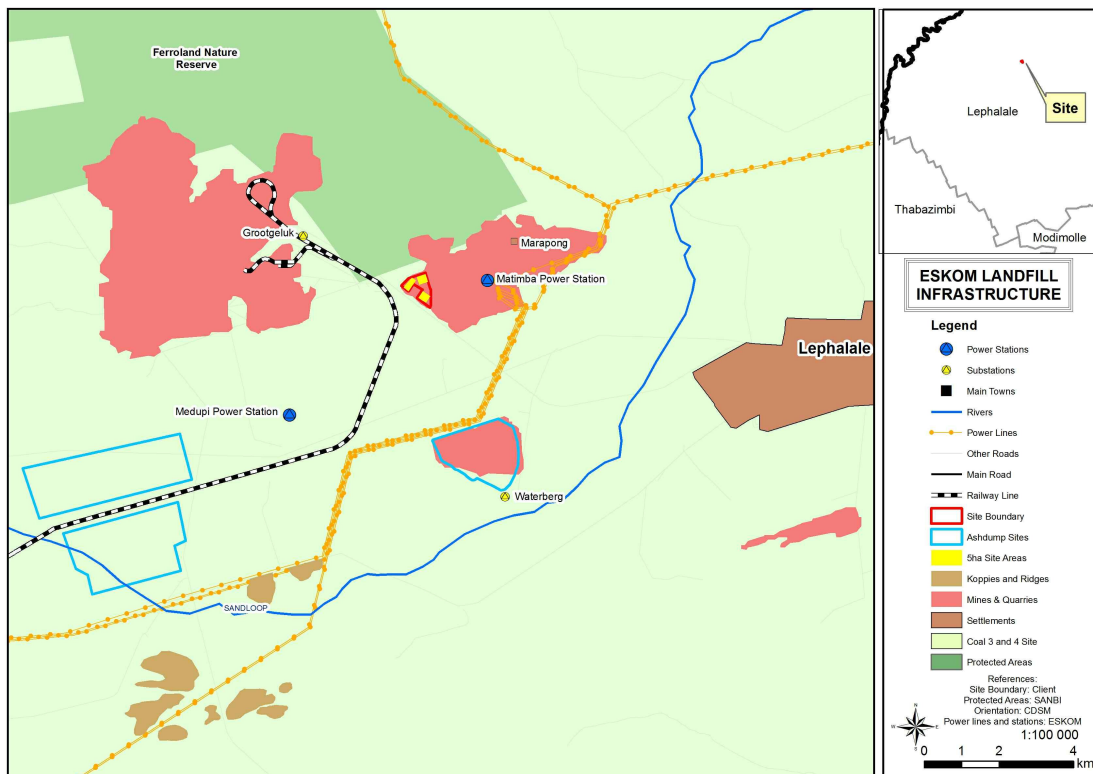 Ferroland Nature
Reserve
Grootgeluk
Marapong
Matimba Power Station
Lephalale
Medupi Power Station
Waterberg
SANDLOOP
Site
Lephalale
Thabazimbi
Modimolle
ESKOM LANDFILL
INFRASTRUCTURE
Legend
Power Stations
Substations
Main Towns
Rivers
Power Lines
Other Roads
Main Road
Railway Line
Site Boundary
Ashdump Sites
5ha Site Areas
Koppies and Ridges
Mines & Quarries
Settlements
Coal 3 and 4 Site
Protected Areas
References:
Site Boundary: Client
Protected Areas: SANBI
Orientation: CDSM
Power lines and stations: ESKOM
N
W E
S
1:100 000
0 1 2 4
km